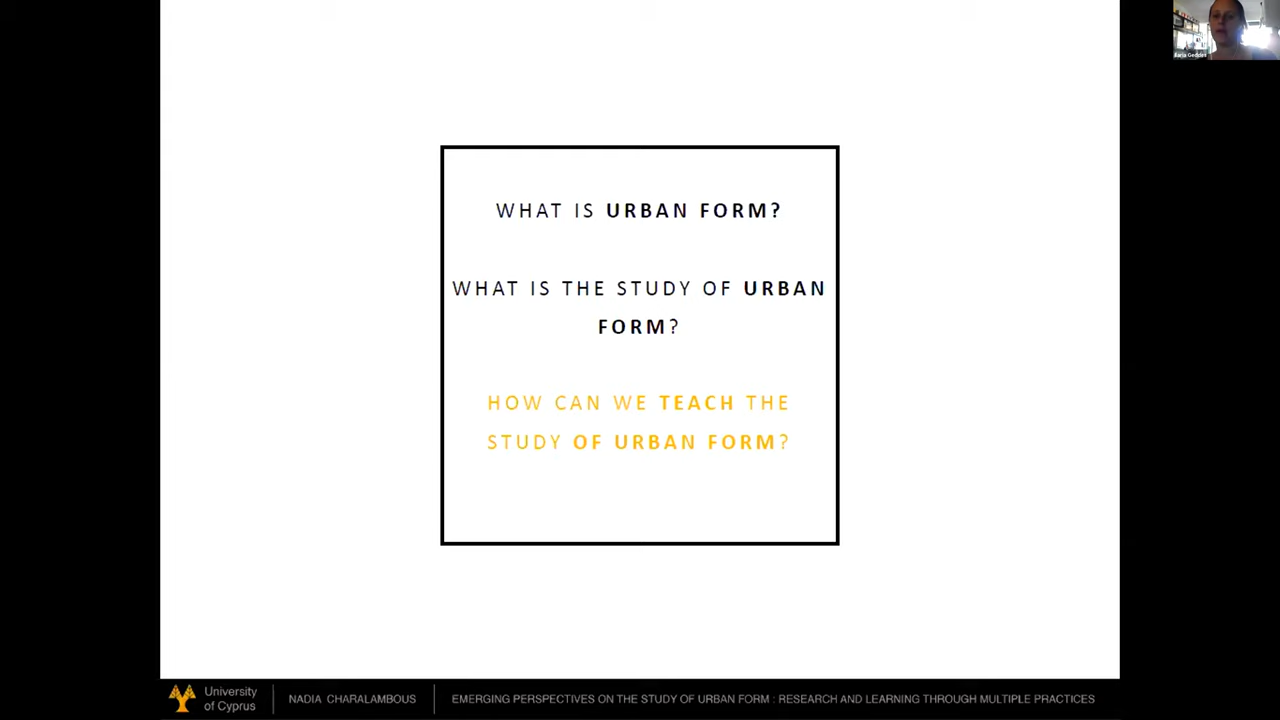 WHAT IS URBAN FORM?
WHAT IS THE STUDY OF URBAN
FORM?
HOW CAN WE TEACH THE
STUDY OF URBAN FORM?
University
of Cyprus
NADIA CHARALAMBOUS
EMERGING PERSPECTIVES ON THE STUDY OF URBAN FORM : RESEARCH AND LEARNING THROUGH MULTIPLE PRACTICES